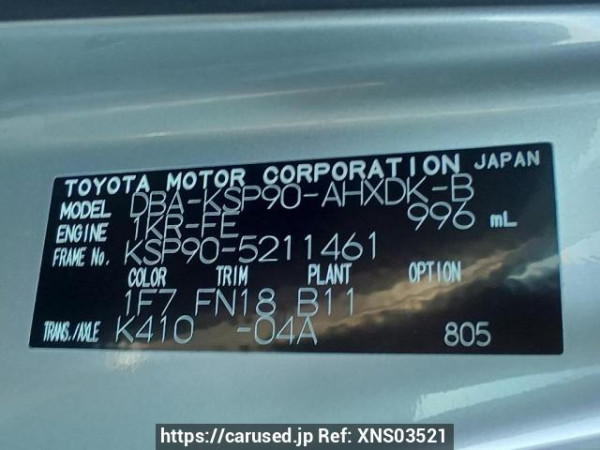 TOYOTA MOTOR CORPORATION JAPAN
MODEL DBA-KSP90-AHXDK-B
ENGINE 1KR-FE 996 mL
FRAME No. KSP90-5211461
COLOR TRIM PLANT OPTION
1F7 FN18 B11
TRANS./AXLE K410 -04A 805
https://carused.jp Ref: XNS03521